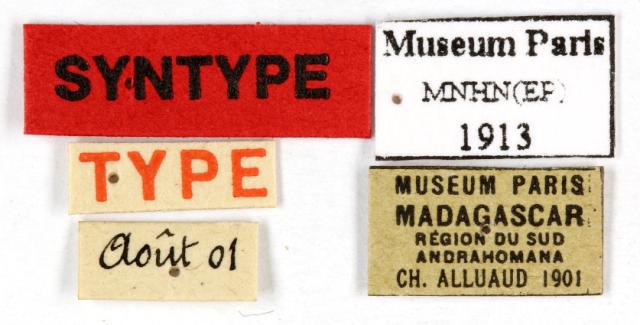 SYNTYPE
TYPE
Août 01
Museum Paris
MNHN(EP)
1913
MUSEUM PARIS
MADAGASCAR
RÉGION DU SUD
ANDRAHOMANA
CH. ALLUAUD 1901